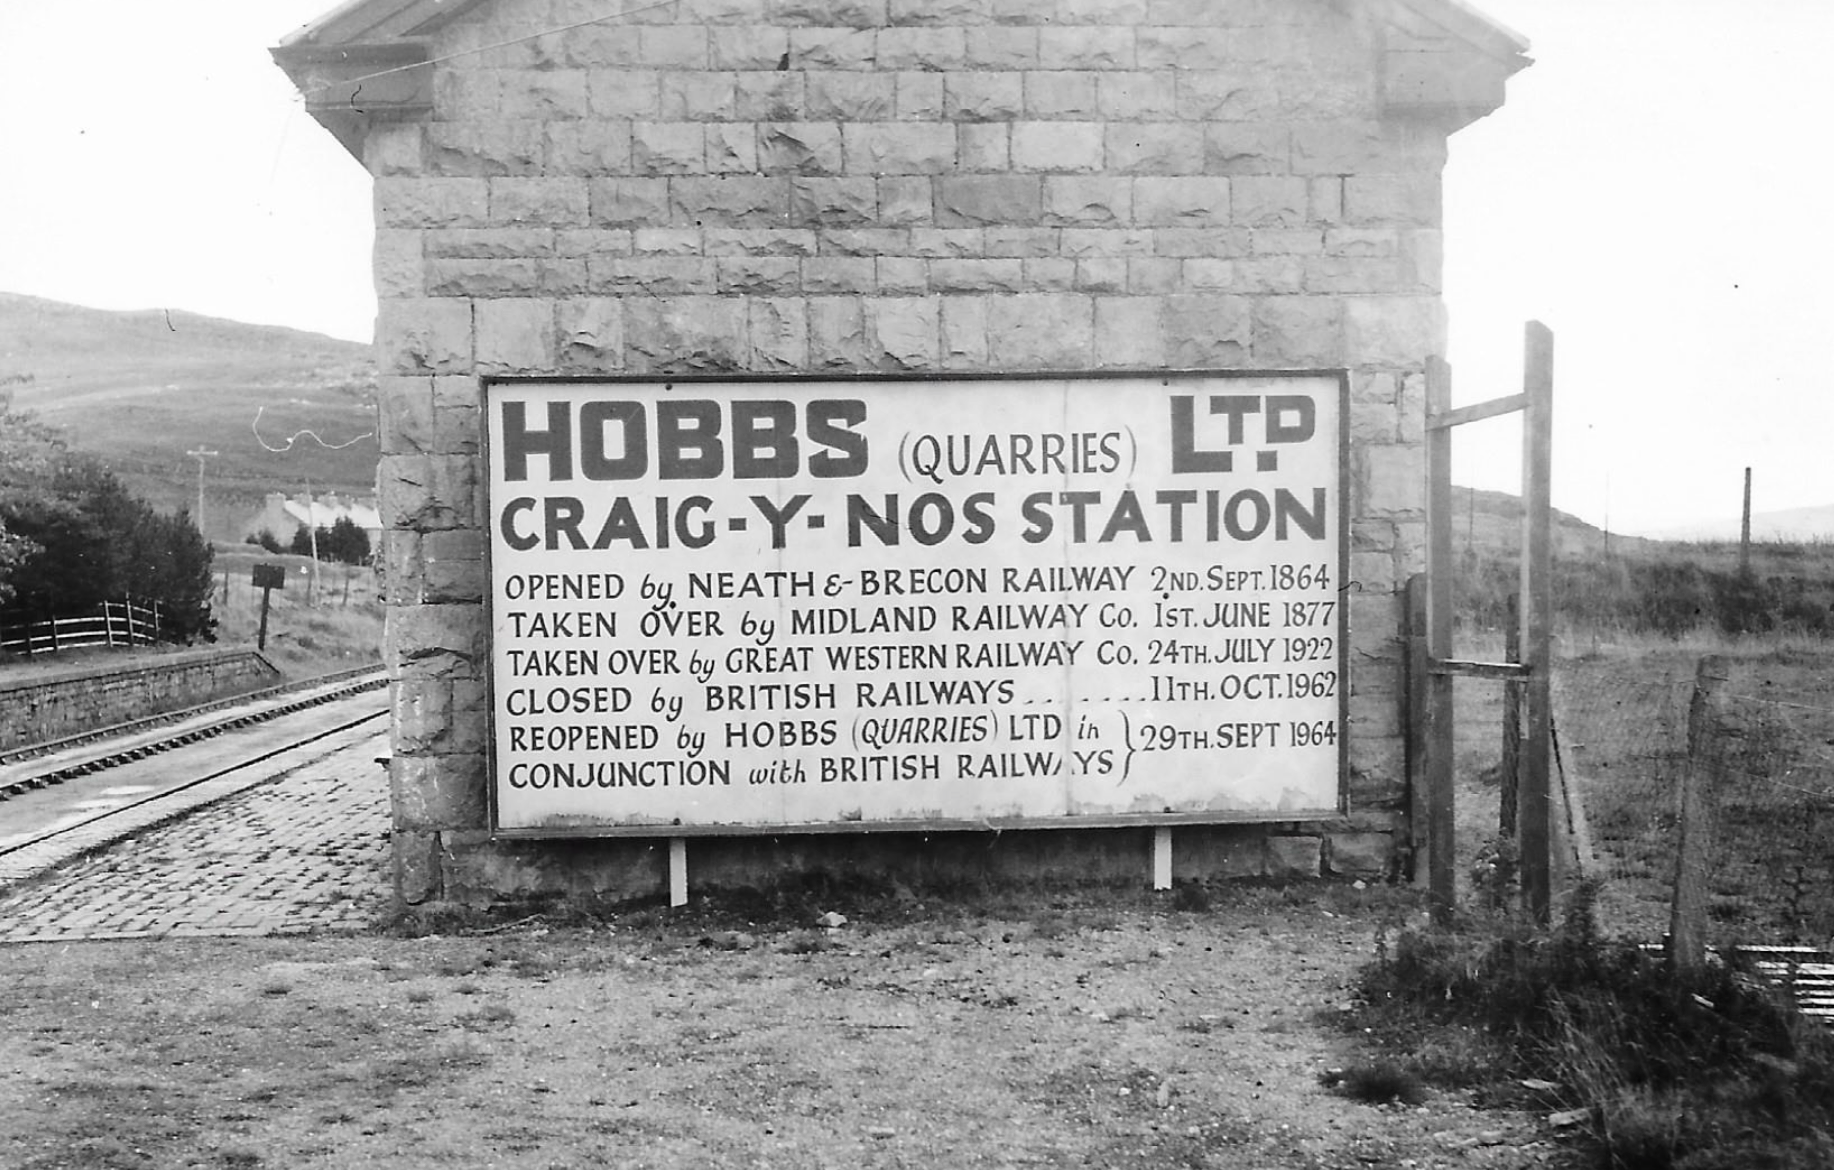 HOBBS (QUARRIES) LTD.
CRAIG-Y-NOS STATION
OPENED by NEATH & BRECON RAILWAY 2ND. SEPT. 1864
TAKEN OVER by MIDLAND RAILWAY Co. 1ST. JUNE 1877
TAKEN OVER by GREAT WESTERN RAILWAY Co. 24TH. JULY 1922
CLOSED by BRITISH RAILWAYS ........ 11TH. OCT. 1962
REOPENED by HOBBS (QUARRIES) LTD in } 29TH. SEPT 1964
CONJUNCTION with BRITISH RAILWAYS